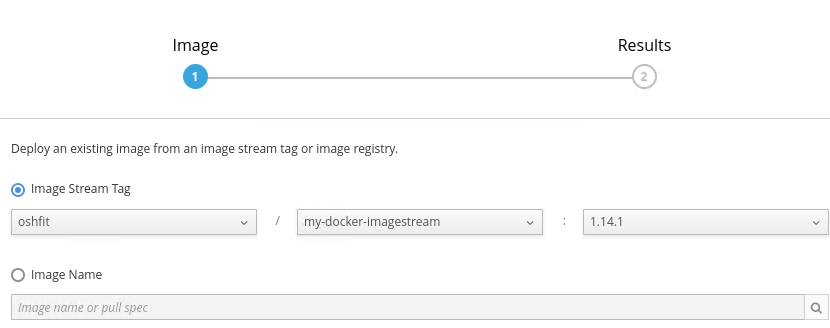 Image Results
1 2
Deploy an existing image from an image stream tag or image registry.
Image Stream Tag
oshfit / my-docker-imagestream : 1.14.1
Image Name
Image name or pull spec